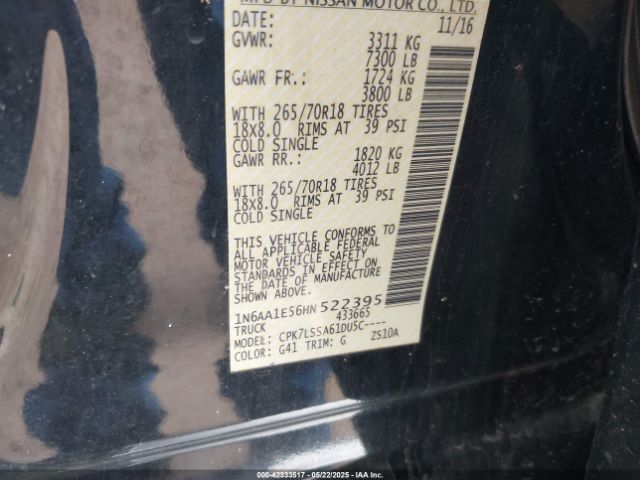 MFD BY NISSAN MOTOR CO., LTD.
DATE: 11/16
GVWR: 3311 KG
7300 LB
GAWR FR.: 1724 KG
3800 LB
WITH 265/70R18 TIRES
18x8.0 RIMS AT 39 PSI
COLD SINGLE
GAWR RR.: 1820 KG
4012 LB
WITH 265/70R18 TIRES
18x8.0 RIMS AT 39 PSI
COLD SINGLE
THIS VEHICLE CONFORMS TO
ALL APPLICABLE FEDERAL
MOTOR VEHICLE SAFETY
STANDARDS IN EFFECT ON
THE DATE OF MANUFACTURE
SHOWN ABOVE.
1N6AA1E56HN522395
TRUCK 433665
MODEL: CPK7LSSA61DU5C----
COLOR: G41 TRIM: G ZS10A
000-42333517 - 05/22/2025 - IAA Inc.